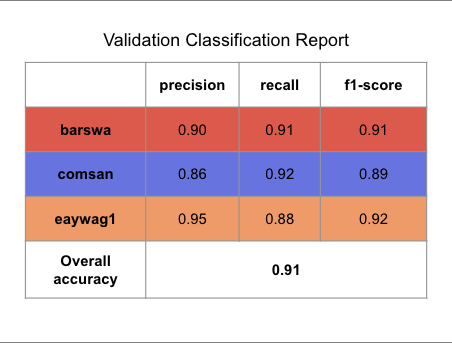 Validation Classification Report
precision recall f1-score
barswa 0.90 0.91 0.91
comsan 0.86 0.92 0.89
eaywag1 0.95 0.88 0.92
Overall
accuracy
0.91